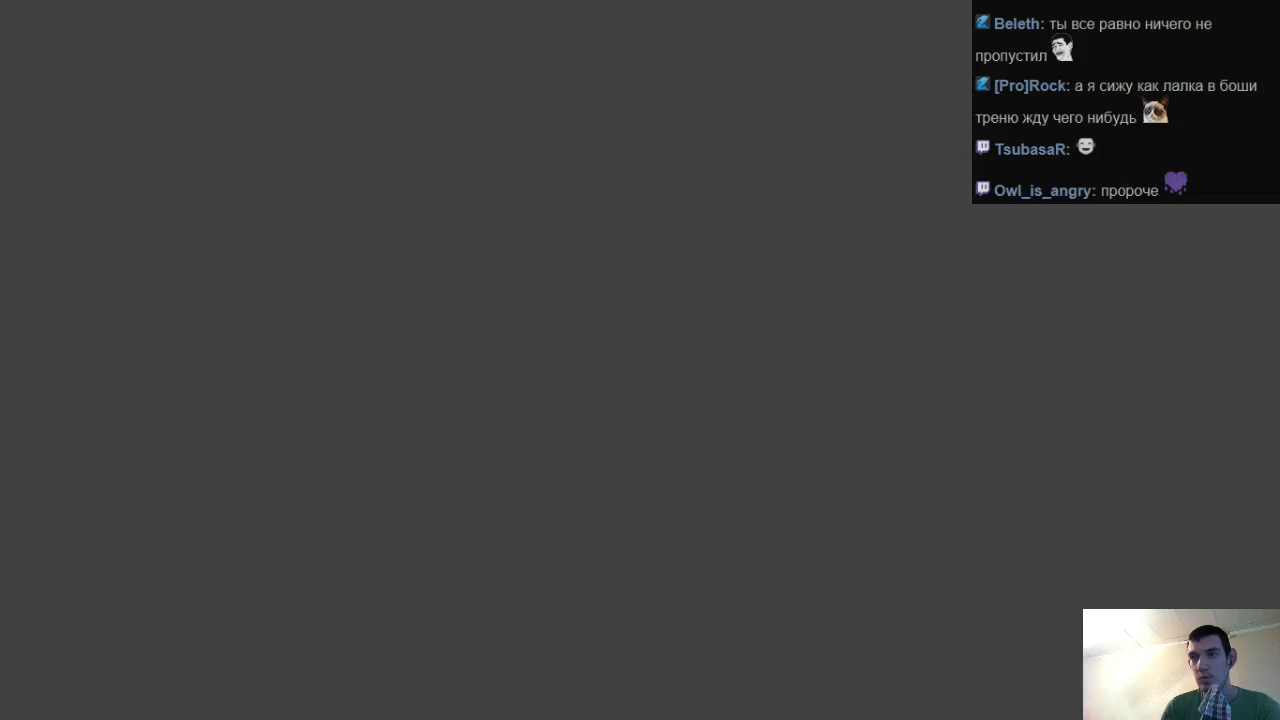 Beleth: ты все равно ничего не
пропустил
[Pro]Rock: а я сижу как лалка в боши
треню жду чего нибудь
TsubasaR:
Owl_is_angry: пророче